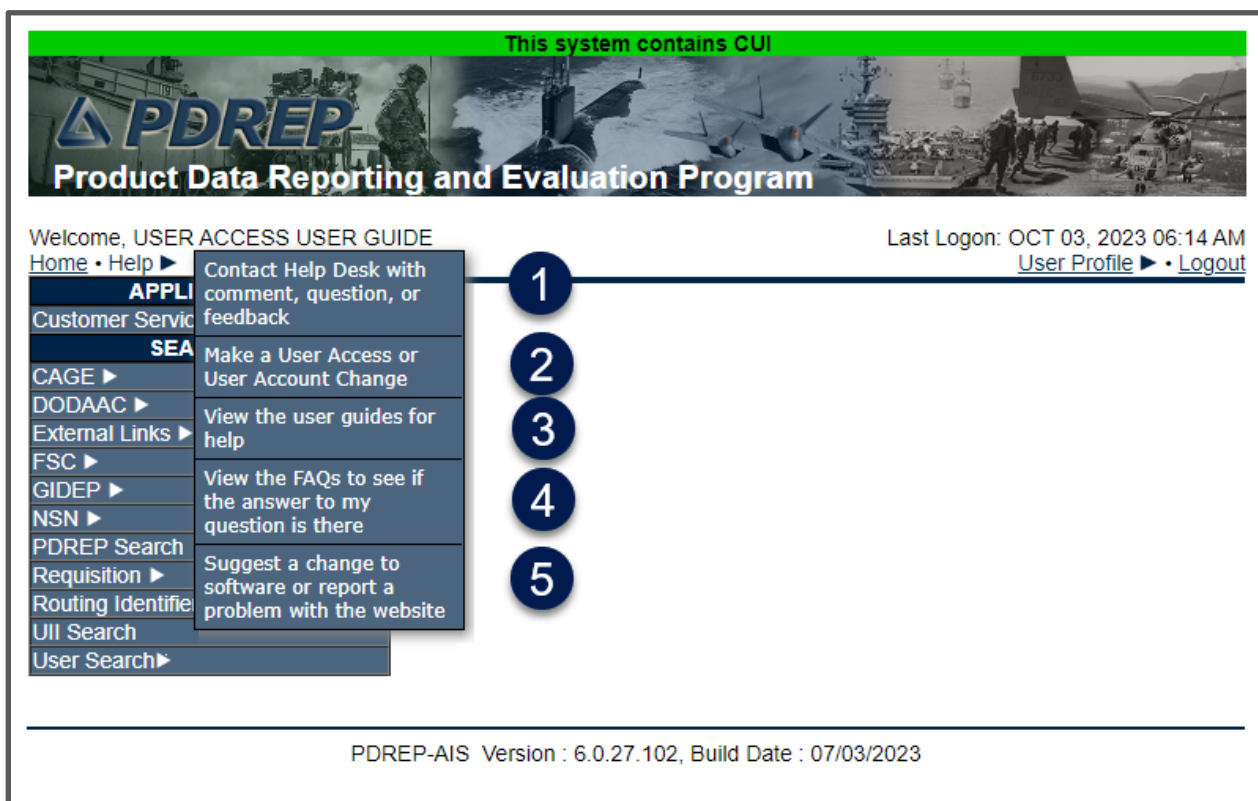 This system contains CUI
PDREP
Product Data Reporting and Evaluation Program
Welcome, USER ACCESS USER GUIDE
Last Logon: OCT 03, 2023 06:14 AM
Home • Help ▶
User Profile ▶ • Logout
APPLI
Customer Servic
SEA
CAGE ▶
DODAAC ▶
External Links ▶
FSC ▶
GIDEP ▶
NSN ▶
PDREP Search
Requisition ▶
Routing Identifie
UII Search
User Search▶
Contact Help Desk with
comment, question, or
feedback
1
Make a User Access or
User Account Change
2
View the user guides for
help
3
View the FAQs to see if
the answer to my
question is there
4
Suggest a change to
software or report a
problem with the website
5
PDREP-AIS Version : 6.0.27.102, Build Date : 07/03/2023